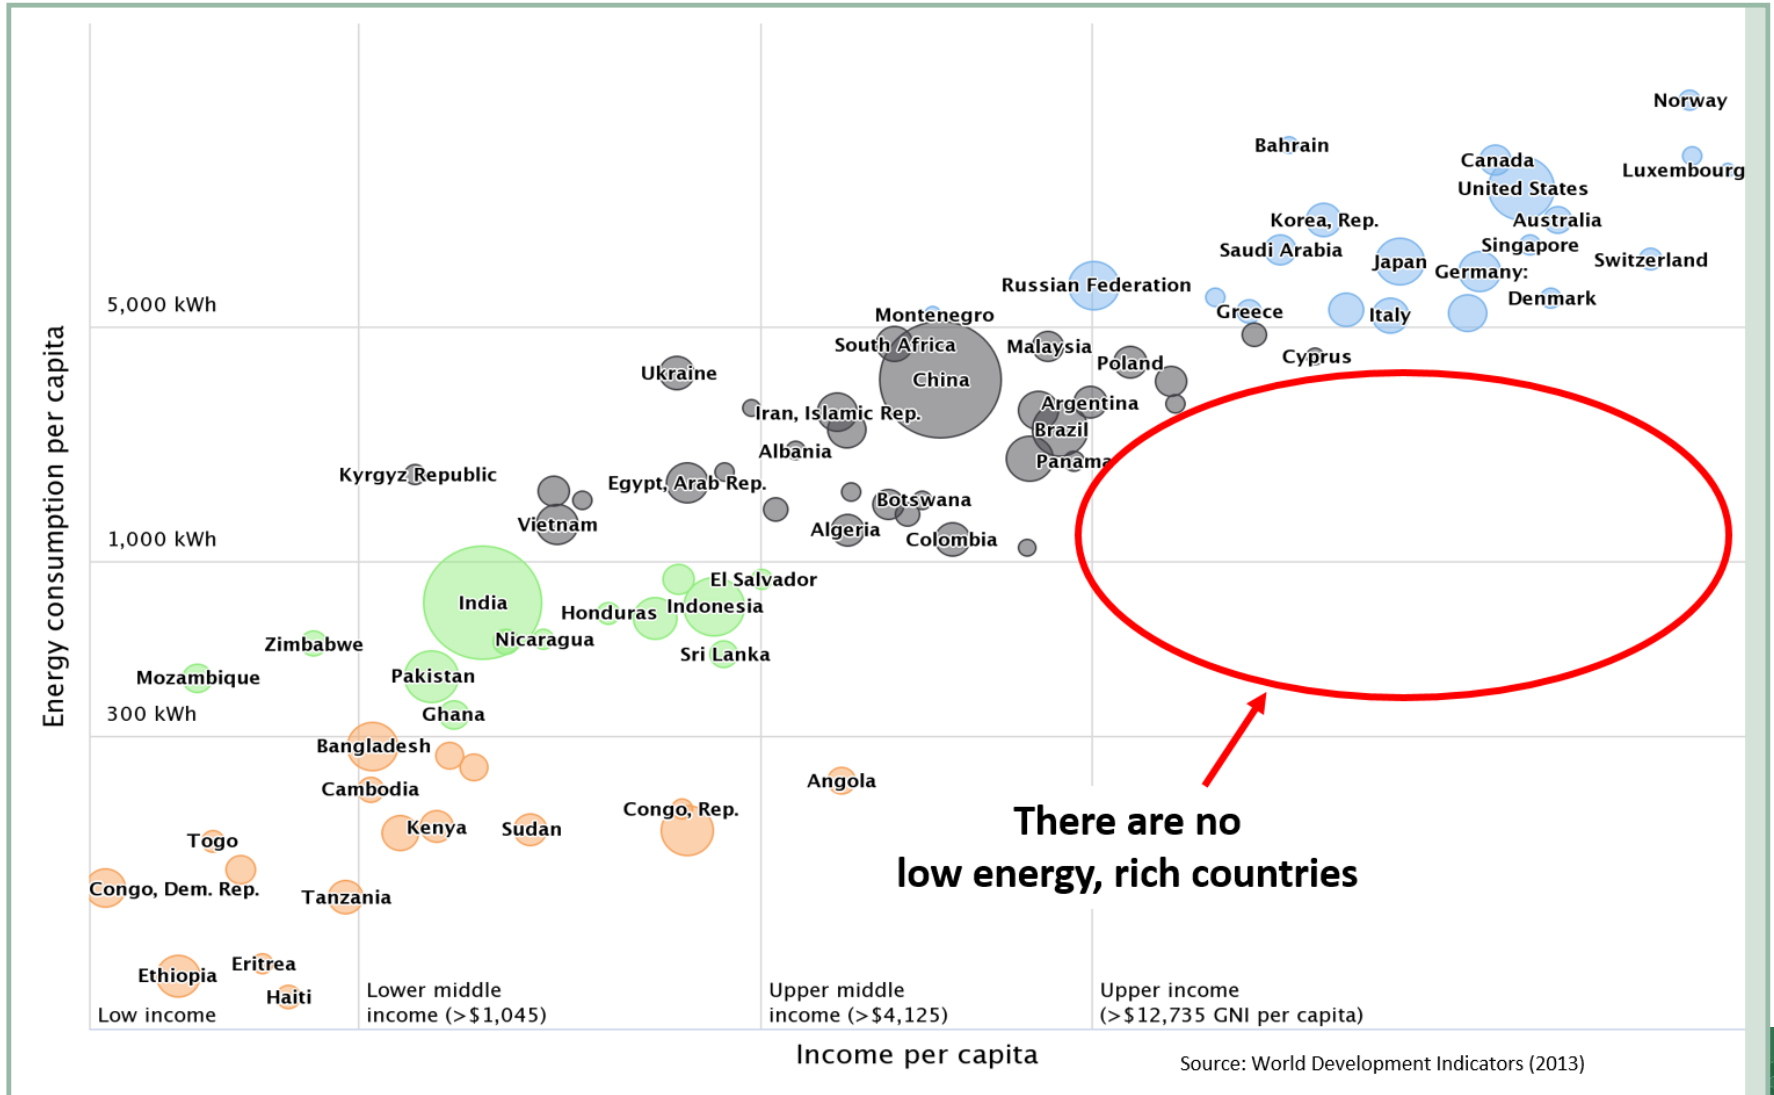 Norway
Bahrain
Canada
Luxembourg
United States
Korea, Rep.
Australia
Saudi Arabia
Singapore
Japan
Germany:
Switzerland
Russian Federation
Denmark
5,000 kWh
Montenegro
Greece
Italy
South Africa
Malaysia
Cyprus
Poland
Ukraine
China
Iran, Islamic Rep.
Argentina
Brazil
Albania
Panama
Kyrgyz Republic
Egypt, Arab Rep.
Botswana
Vietnam
Algeria
Colombia
1,000 kWh
El Salvador
India
Honduras
Indonesia
Zimbabwe
Nicaragua
Sri Lanka
Mozambique
Pakistan
300 kWh
Ghana
Bangladesh
Angola
Cambodia
Congo, Rep.
Kenya
Sudan
Togo
Congo, Dem. Rep.
Tanzania
Eritrea
Ethiopia
Haiti
There are no
low energy, rich countries
Energy consumption per capita
Low income
Lower middle
income (>$1,045)
Upper middle
income (>$4,125)
Upper income
(>$12,735 GNI per capita)
Income per capita
Source: World Development Indicators (2013)